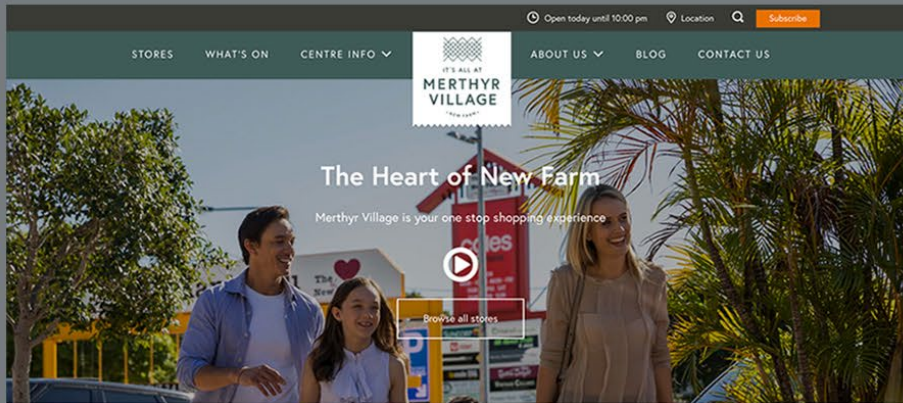 Open today until 10:00 pm
Location
Subscribe
STORES
WHAT'S ON
CENTRE INFO
IT'S ALL AT
MERTHYR
VILLAGE
NEW FARM
ABOUT US
BLOG
CONTACT US
The Heart of New Farm
Merthyr Village is your one stop shopping experience
coles
The
New
Browse all stores
P